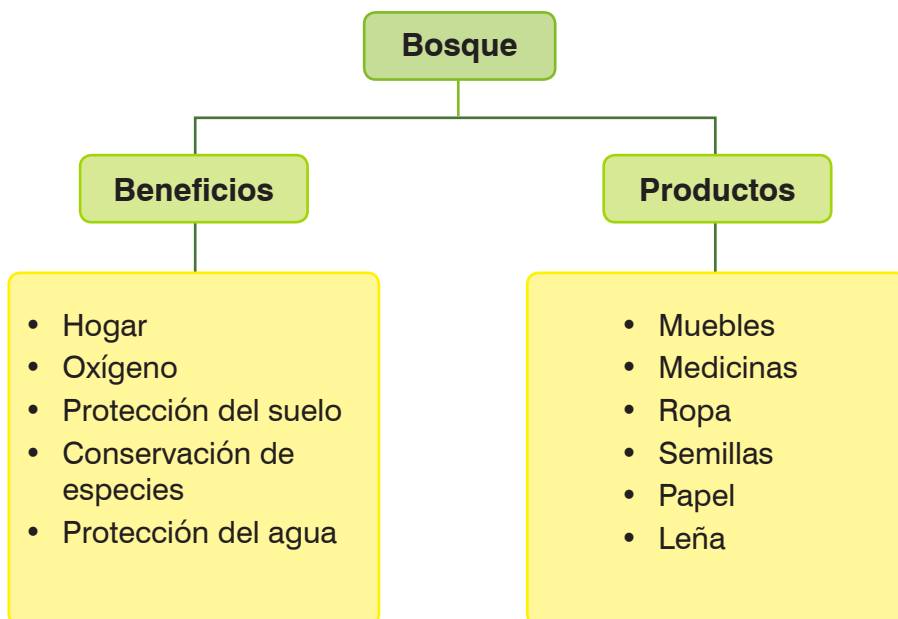 Bosque
Beneficios
• Hogar
• Oxígeno
• Protección del suelo
• Conservación de
especies
• Protección del agua
Productos
• Muebles
• Medicinas
• Ropa
• Semillas
• Papel
• Leña